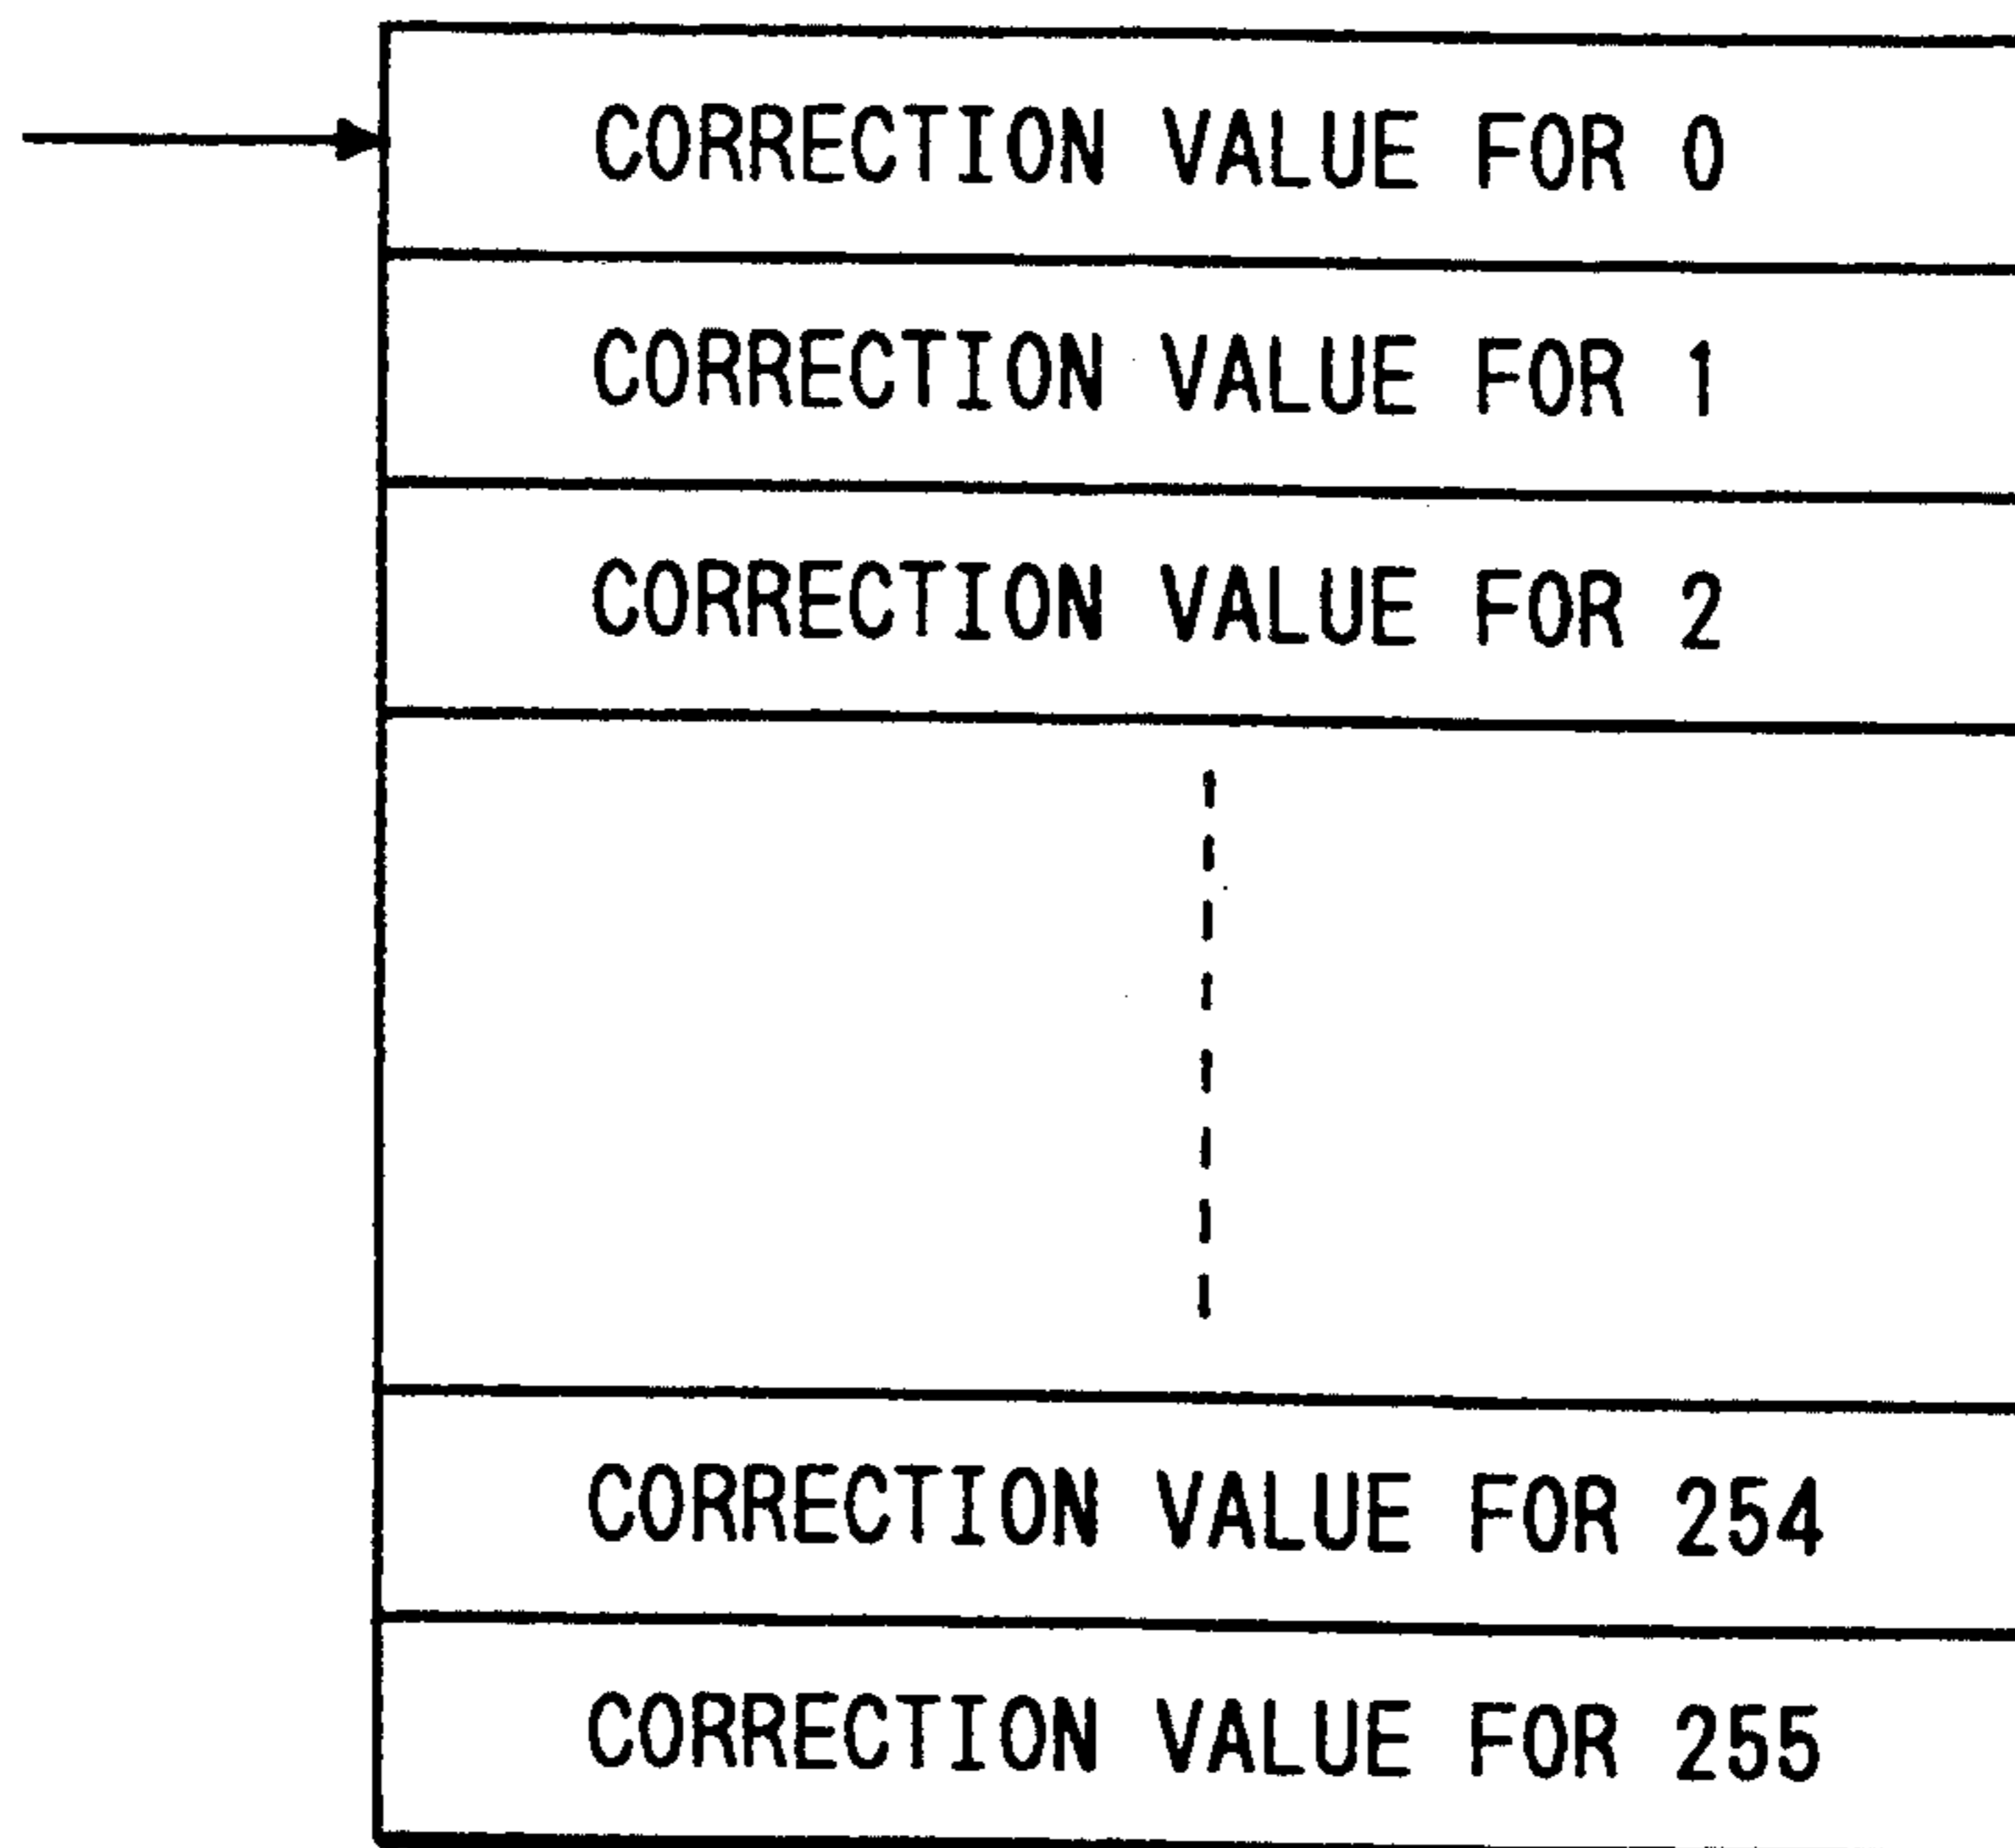 CORRECTION VALUE FOR 0
CORRECTION VALUE FOR 1
CORRECTION VALUE FOR 2
CORRECTION VALUE FOR 254
CORRECTION VALUE FOR 255